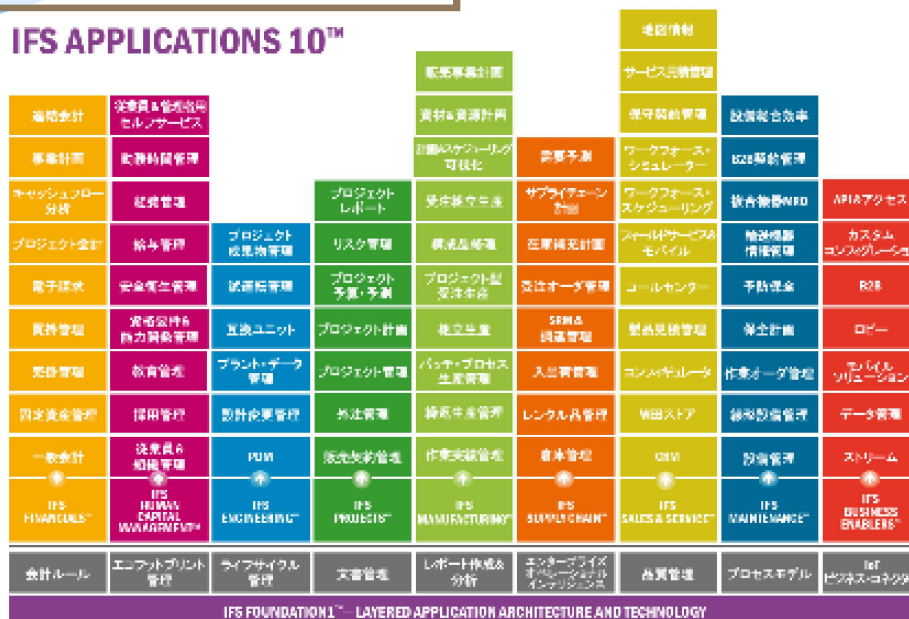 IFS APPLICATIONS 10™
地図情報
販売事業計画
サービス見積管理
連結会計
従業員&管理者用
セルフサービス
資材&資源計画
保守契約管理
設備総合効率
事業計画
勤務時間管理
計画&スケジューリング
可視化
需要予測
ワークフォース・
シミュレーター
B2B契約管理
キャッシュフロー
分析
経費管理
プロジェクト
レポート
受注組立生産
サプライチェーン
計画
ワークフォース・
スケジューリング
複合機器MRO
API&アクセス
プロジェクト会計
給与管理
プロジェクト
成果物管理
リスク管理
構成品修理
在庫補充計画
フィールドサービス&
モバイル
輸送機器
情報管理
カスタム
コンフィグレーション
電子請求
安全衛生管理
試運転管理
プロジェクト
予算・予測
プロジェクト型
受注生産
受注オーダ管理
コールセンター
予防保全
B2B
買掛管理
資格要件&
能力開発管理
互換ユニット
プロジェクト計画
組立生産
SRM&
調達管理
製品見積管理
保全計画
ロビー
売掛管理
教育管理
プラント・データ
管理
プロジェクト管理
バッチ・プロセス
生産管理
入出荷管理
コンフィギュレータ
作業オーダ管理
モバイル
ソリューション
固定資産管理
採用管理
設計変更管理
外注管理
繰返生産管理
レンタル品管理
WEBストア
線形設備管理
データ管理
一般会計
従業員&
組織管理
PDM
販売契約管理
作業実績管理
倉庫管理
CRM
設備管理
ストリーム
IFS
FINANCIALS™
IFS
HUMAN
CAPITAL
MANAGEMENT™
IFS
ENGINEERING™
IFS
PROJECTS™
IFS
MANUFACTURING™
IFS
SUPPLY CHAIN™
IFS
SALES & SERVICE™
IFS
MAINTENANCE™
IFS
BUSINESS
ENABLERS™
会計ルール
エコフットプリント
管理
ライフサイクル
管理
文書管理
レポート作成&
分析
エンタープライズ
オペレーショナル
インテリジェンス
品質管理
プロセスモデル
IoT
ビジネス・コネクタ
IFS FOUNDATION1™ — LAYERED APPLICATION ARCHITECTURE AND TECHNOLOGY